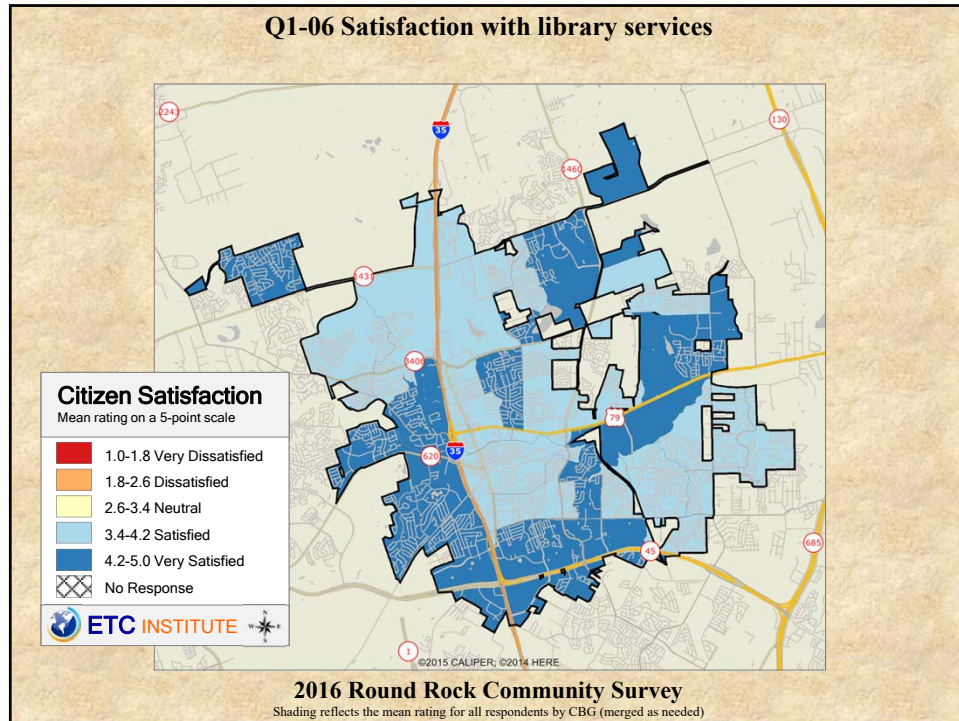 Q1-06 Satisfaction with library services
2243
35
130
1460
1431
3406
79
35
620
45
685
1
Citizen Satisfaction
Mean rating on a 5-point scale
1.0-1.8 Very Dissatisfied
1.8-2.6 Dissatisfied
2.6-3.4 Neutral
3.4-4.2 Satisfied
4.2-5.0 Very Satisfied
No Response
ETC INSTITUTE
N
W E
S
©2015 CALIPER; ©2014 HERE
2016 Round Rock Community Survey
Shading reflects the mean rating for all respondents by CBG (merged as needed)